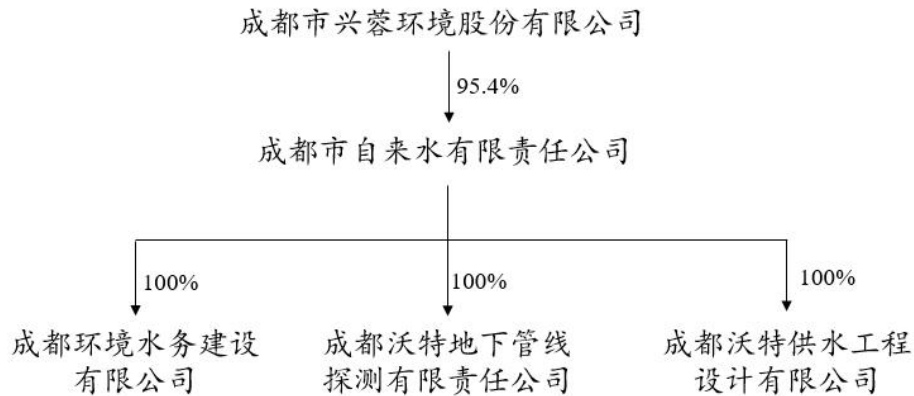 成都市兴蓉环境股份有限公司
95.4%
成都市自来水有限责任公司
100%
100%
100%
成都环境水务建设
有限公司
成都沃特地下管线
探测有限责任公司
成都沃特供水工程
设计有限公司